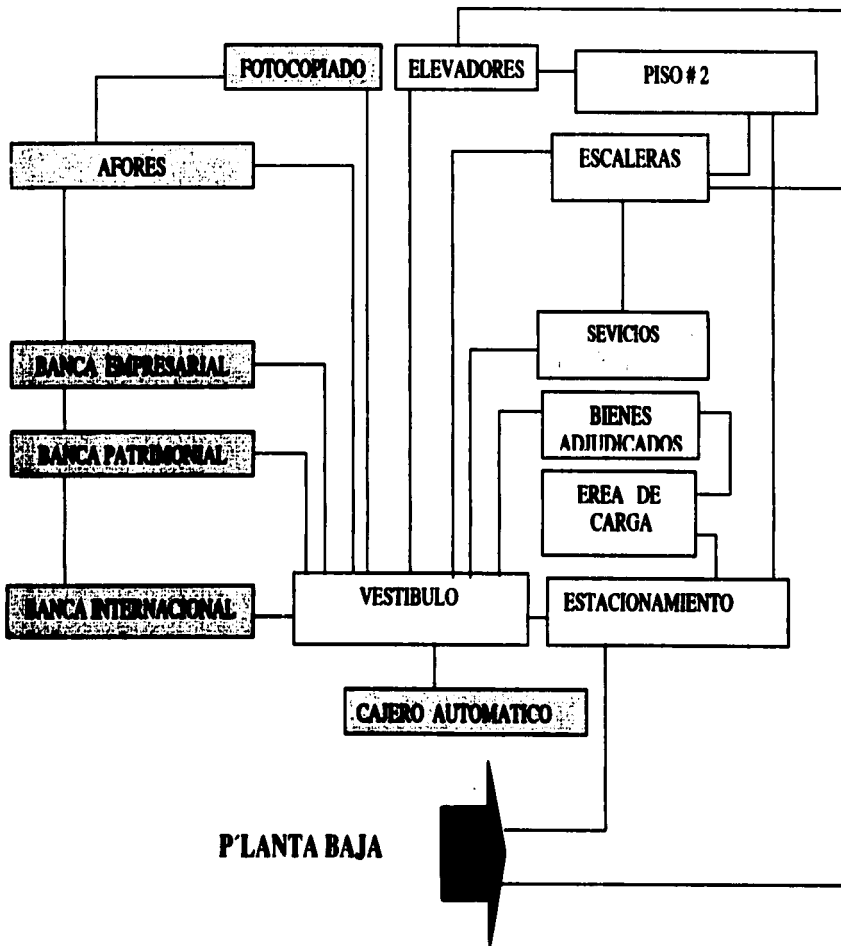 FOTOCOPIADO
ELEVADORES
PISO # 2
AFORES
ESCALERAS
SEVICIOS
BANCA EMPRESARIAL
BIENES
ADJUDICADOS
BANCA PATRIMONIAL
EREA DE
CARGA
BANCA INTERNACIONAL
VESTIBULO
ESTACIONAMIENTO
CAJERO AUTOMATICO
P´LANTA BAJA